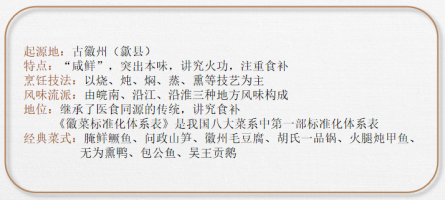 起源地：古徽州（歙县）
特点：“咸鲜”，突出本味，讲究火功，注重食补
烹饪技法：以烧、炖、焖、蒸、熏等技艺为主
风味流派：由皖南、沿江、沿淮三种地方风味构成
地位：继承了医食同源的传统，讲究食补
《徽菜标准化体系表》是我国八大菜系中第一部标准化体系表
经典菜式：腌鲜鳜鱼、问政山笋、徽州毛豆腐、胡氏一品锅、火腿炖甲鱼、
无为熏鸭、包公鱼、吴王贡鹅